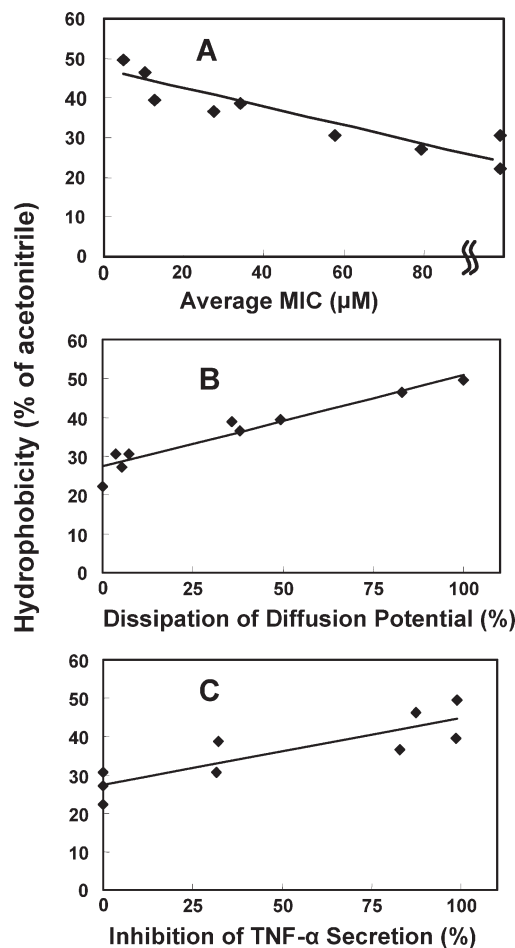 Hydrophobicity (% of acetonitrile)
60
50
40
30
20
10
0
A
0 20 40 60 80
Average MIC (µM)
60
50
40
30
20
10
0
B
0 25 50 75 100
Dissipation of Diffusion Potential (%)
60
50
40
30
20
10
0
C
0 25 50 75 100
Inhibition of TNF-α Secretion (%)